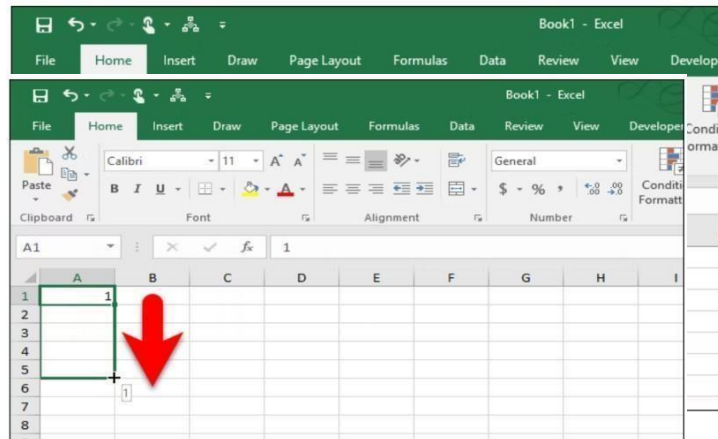 Book1 - Excel
File Home Insert Draw Page Layout Formulas Data Review View Develop
Book1 - Excel
File Home Insert Draw Page Layout Formulas Data Review View Developer
Condi
orma
Calibri 11 A A General
Paste B I U A $ % , .00 Conditi
Formatt
Clipboard Font Alignment Number
A1 fx 1
A B C D E F G H I
1 1
2
3
4
5
6 1
7
8